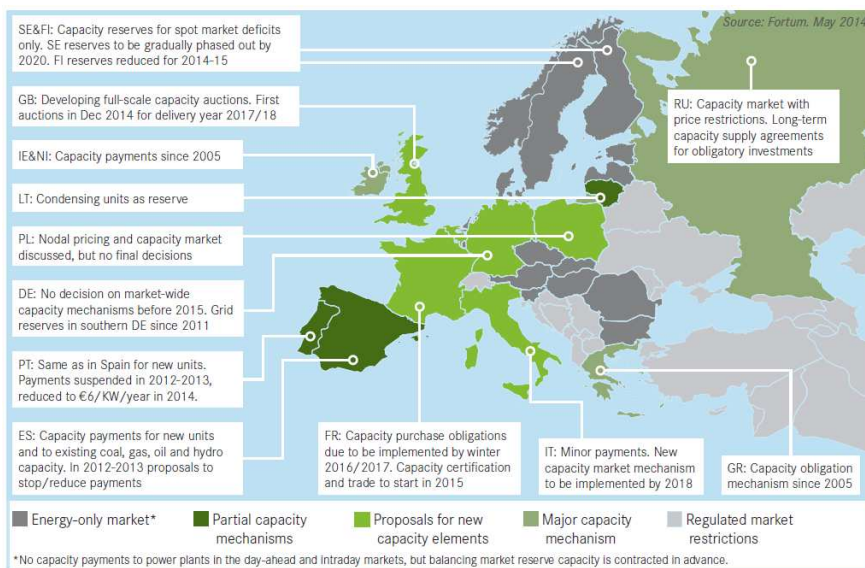 Source: Fortum. May 2014
SE&FI: Capacity reserves for spot market deficits
only. SE reserves to be gradually phased out by
2020. FI reserves reduced for 2014-15
GB: Developing full-scale capacity auctions. First
auctions in Dec 2014 for delivery year 2017/18
IE&NI: Capacity payments since 2005
LT: Condensing units as reserve
PL: Nodal pricing and capacity market
discussed, but no final decisions
DE: No decision on market-wide
capacity mechanisms before 2015. Grid
reserves in southern DE since 2011
PT: Same as in Spain for new units.
Payments suspended in 2012-2013,
reduced to €6/KW/year in 2014.
ES: Capacity payments for new units
and to existing coal, gas, oil and hydro
capacity. In 2012-2013 proposals to
stop/reduce payments
RU: Capacity market with
price restrictions. Long-term
capacity supply agreements
for obligatory investments
FR: Capacity purchase obligations
due to be implemented by winter
2016/2017. Capacity certification
and trade to start in 2015
IT: Minor payments. New
capacity market mechanism
to be implemented by 2018
GR: Capacity obligation
mechanism since 2005
Energy-only market*
Partial capacity
mechanisms
Proposals for new
capacity elements
Major capacity
mechanism
Regulated market
restrictions
*No capacity payments to power plants in the day-ahead and intraday markets, but balancing market reserve capacity is contracted in advance.